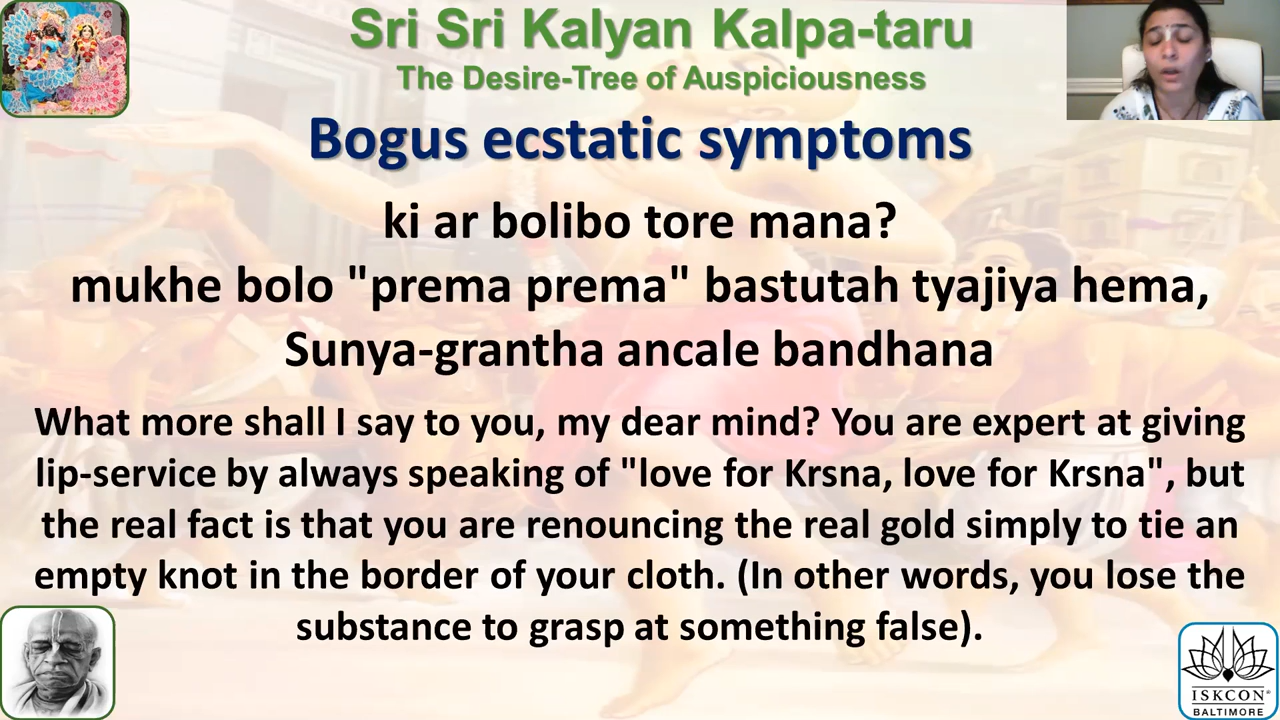 Sri Sri Kalyan Kalpa-taru
The Desire-Tree of Auspiciousness
Bogus ecstatic symptoms
ki ar bolibo tore mana?
mukhe bolo "prema prema" bastutah tyajiya hema,
Sunya-grantha ancale bandhana
What more shall I say to you, my dear mind? You are expert at giving
lip-service by always speaking of "love for Krsna, love for Krsna", but
the real fact is that you are renouncing the real gold simply to tie an
empty knot in the border of your cloth. (In other words, you lose the
substance to grasp at something false).
ISKCON®
BALTIMORE